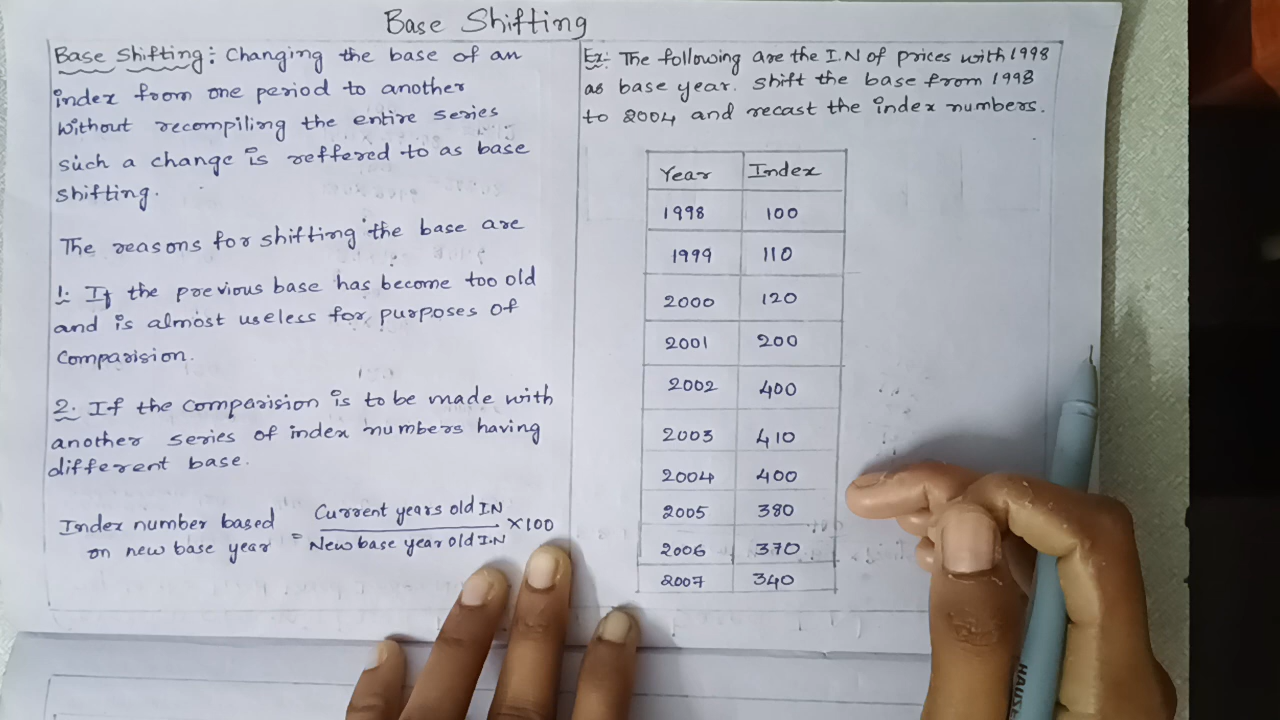 Base Shifting
Base Shifting: Changing the base of an
index from one period to another
without recompiling the entire series
such a change is reffered to as base
shifting.
The reasons for shifting the base are
1. If the previous base has become too old
and is almost useless for purposes of
Comparision.
2. If the comparision is to be made with
another series of index numbers having
different base.
Index number based on new base year = Current years old I.N / New base year old I.N × 100
Ex:- The following are the I.N of prices with 1998
as base year. Shift the base from 1998
to 2004 and recast the index numbers.
Year Index
1998 100
1999 110
2000 120
2001 200
2002 400
2003 410
2004 400
2005 380
2006 370
2007 340
HAUSE